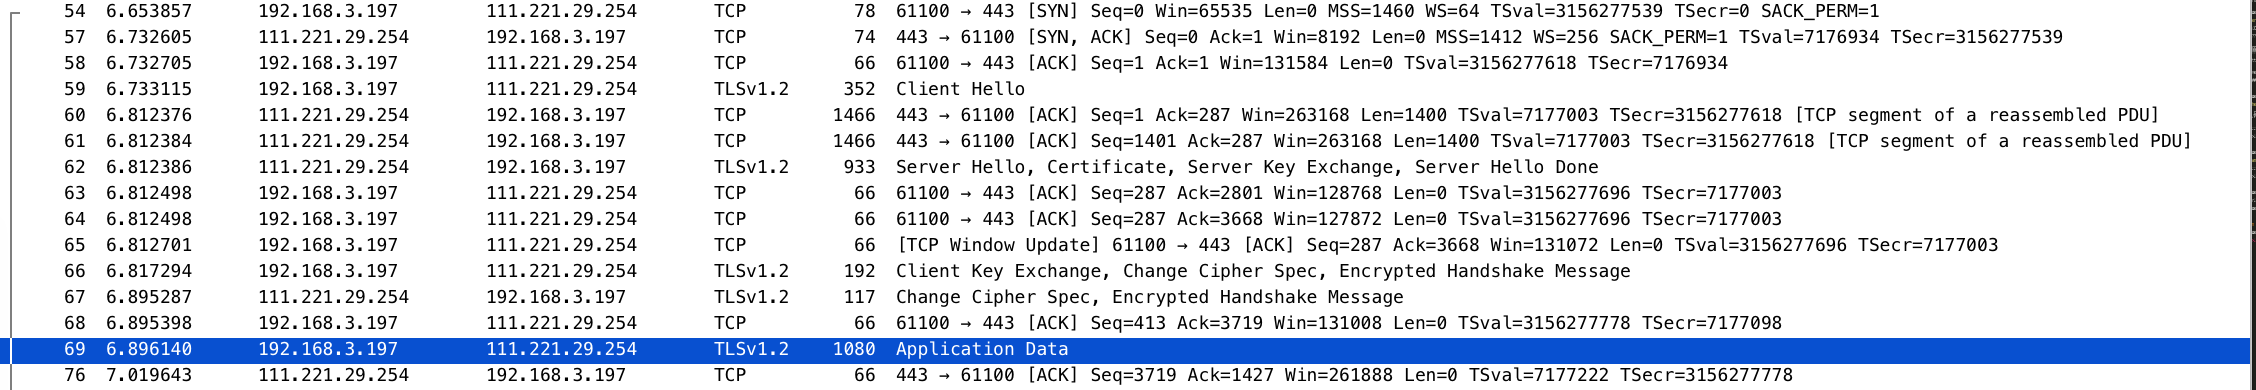 54 6.653857 192.168.3.197 111.221.29.254 TCP 78 61100 → 443 [SYN] Seq=0 Win=65535 Len=0 MSS=1460 WS=64 TSval=3156277539 TSecr=0 SACK_PERM=1
57 6.732605 111.221.29.254 192.168.3.197 TCP 74 443 → 61100 [SYN, ACK] Seq=0 Ack=1 Win=8192 Len=0 MSS=1412 WS=256 SACK_PERM=1 TSval=7176934 TSecr=3156277539
58 6.732705 192.168.3.197 111.221.29.254 TCP 66 61100 → 443 [ACK] Seq=1 Ack=1 Win=131584 Len=0 TSval=3156277618 TSecr=7176934
59 6.733115 192.168.3.197 111.221.29.254 TLSv1.2 352 Client Hello
60 6.812376 111.221.29.254 192.168.3.197 TCP 1466 443 → 61100 [ACK] Seq=1 Ack=287 Win=263168 Len=1400 TSval=7177003 TSecr=3156277618 [TCP segment of a reassembled PDU]
61 6.812384 111.221.29.254 192.168.3.197 TCP 1466 443 → 61100 [ACK] Seq=1401 Ack=287 Win=263168 Len=1400 TSval=7177003 TSecr=3156277618 [TCP segment of a reassembled PDU]
62 6.812386 111.221.29.254 192.168.3.197 TLSv1.2 933 Server Hello, Certificate, Server Key Exchange, Server Hello Done
63 6.812498 192.168.3.197 111.221.29.254 TCP 66 61100 → 443 [ACK] Seq=287 Ack=2801 Win=128768 Len=0 TSval=3156277696 TSecr=7177003
64 6.812498 192.168.3.197 111.221.29.254 TCP 66 61100 → 443 [ACK] Seq=287 Ack=3668 Win=127872 Len=0 TSval=3156277696 TSecr=7177003
65 6.812701 192.168.3.197 111.221.29.254 TCP 66 [TCP Window Update] 61100 → 443 [ACK] Seq=287 Ack=3668 Win=131072 Len=0 TSval=3156277696 TSecr=7177003
66 6.817294 192.168.3.197 111.221.29.254 TLSv1.2 192 Client Key Exchange, Change Cipher Spec, Encrypted Handshake Message
67 6.895287 111.221.29.254 192.168.3.197 TLSv1.2 117 Change Cipher Spec, Encrypted Handshake Message
68 6.895398 192.168.3.197 111.221.29.254 TCP 66 61100 → 443 [ACK] Seq=413 Ack=3719 Win=131008 Len=0 TSval=3156277778 TSecr=7177098
69 6.896140 192.168.3.197 111.221.29.254 TLSv1.2 1080 Application Data
76 7.019643 111.221.29.254 192.168.3.197 TCP 66 443 → 61100 [ACK] Seq=3719 Ack=1427 Win=261888 Len=0 TSval=7177222 TSecr=3156277778